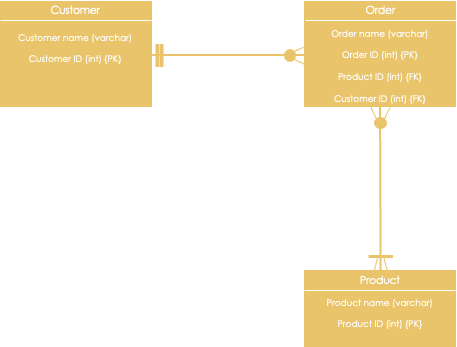 Customer
Customer name (varchar)
Customer ID (int) {PK}
Order
Order name (varchar)
Order ID (int) {PK}
Product ID (int) {FK}
Customer ID (int) {FK}
Product
Product name (varchar)
Product ID (int) {PK}